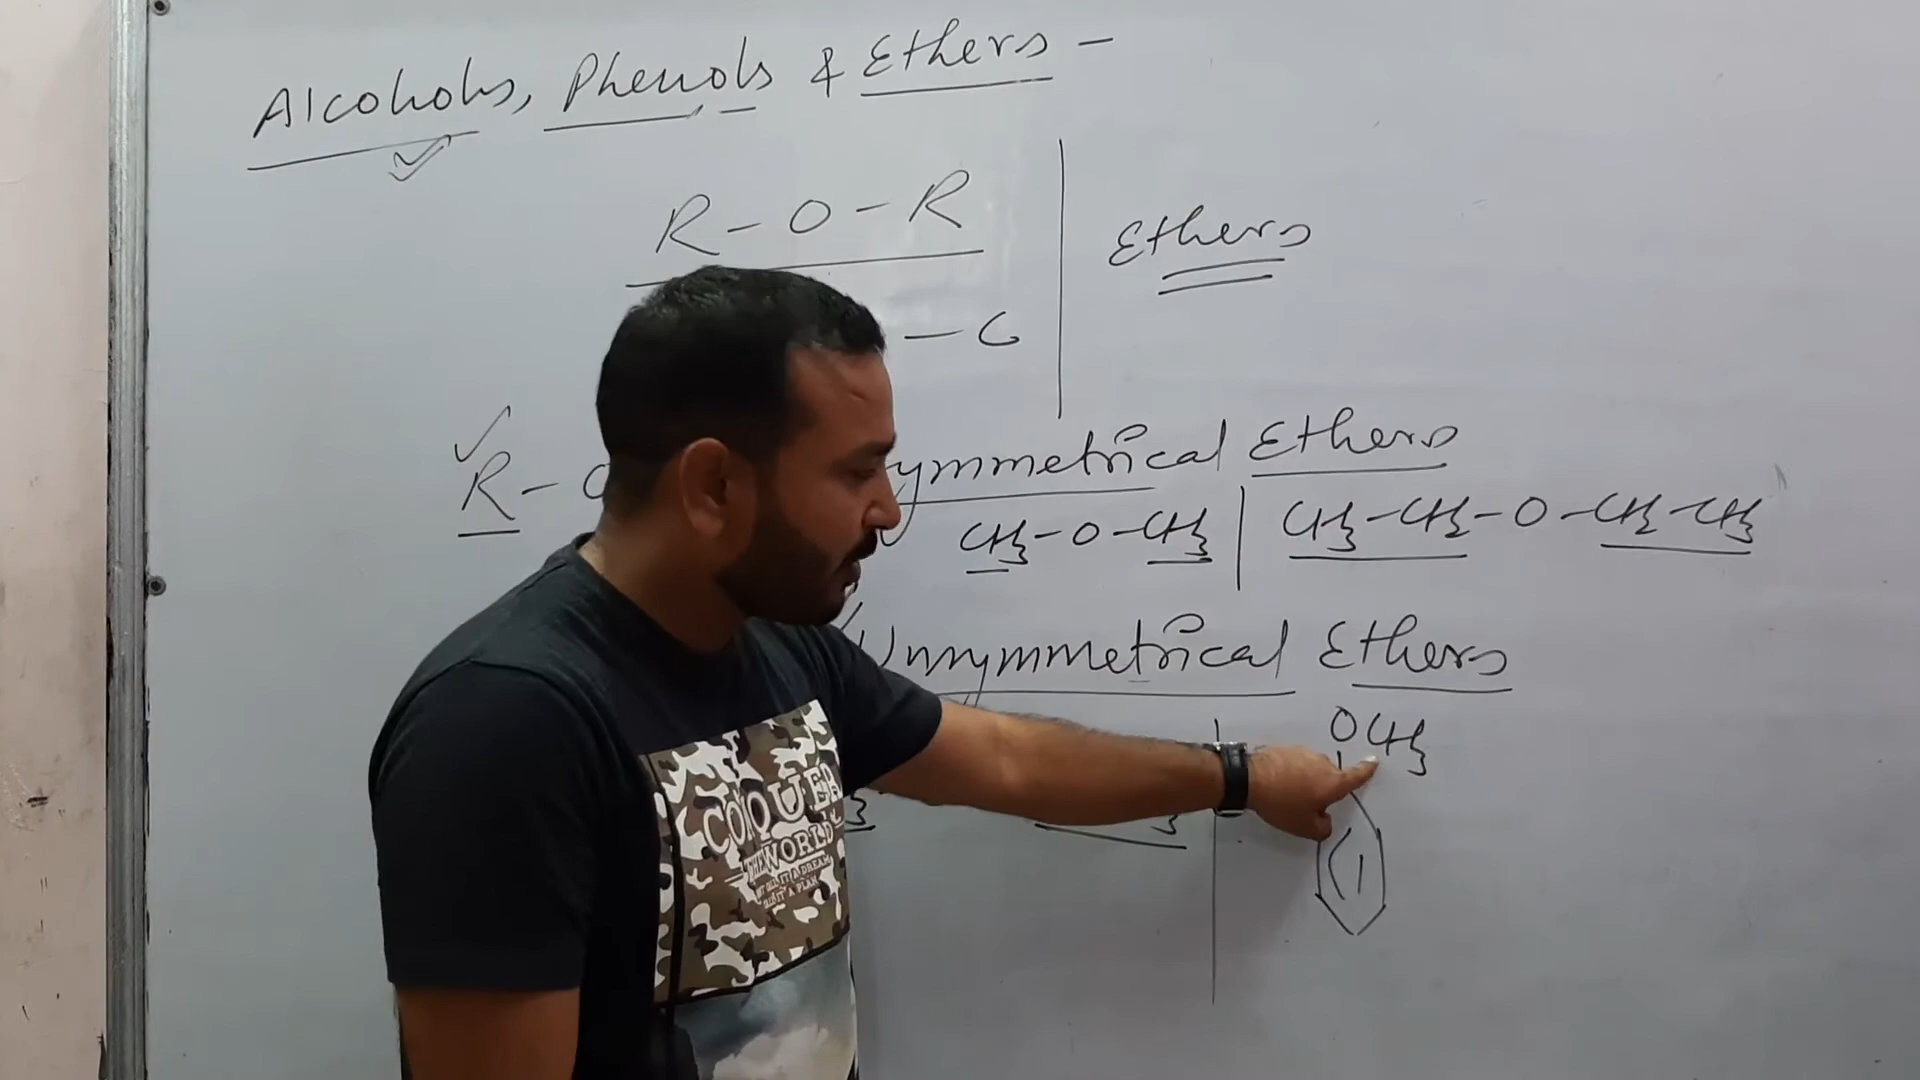 Alcohols, Phenols & Ethers -
R - O - R
Ethers
- C
R -
ymmetrical Ethers
CH3 - O - CH3 | CH3 - CH2 - O - CH2 - CH3
Unsymmetrical Ethers
OCH3
CONQUER
THE WORLD